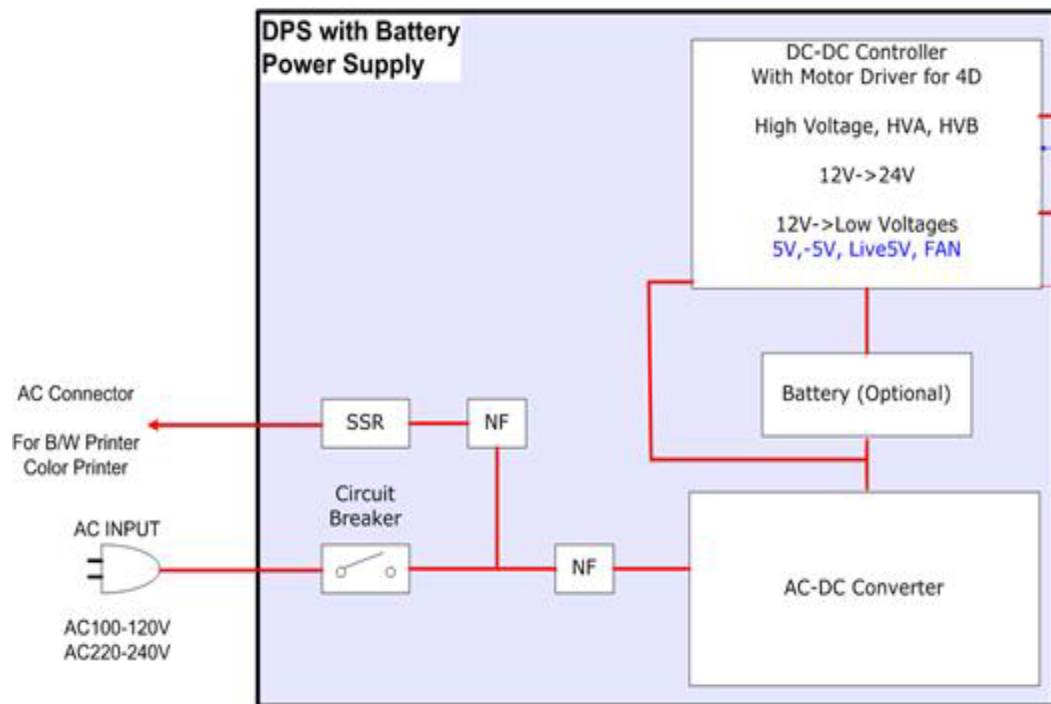 DPS with Battery
Power Supply
DC-DC Controller
With Motor Driver for 4D
High Voltage, HVA, HVB
12V->24V
12V->Low Voltages
5V,-5V, Live5V, FAN
Battery (Optional)
AC Connector
For B/W Printer
Color Printer
SSR
NF
Circuit
Breaker
AC INPUT
AC100-120V
AC220-240V
NF
AC-DC Converter